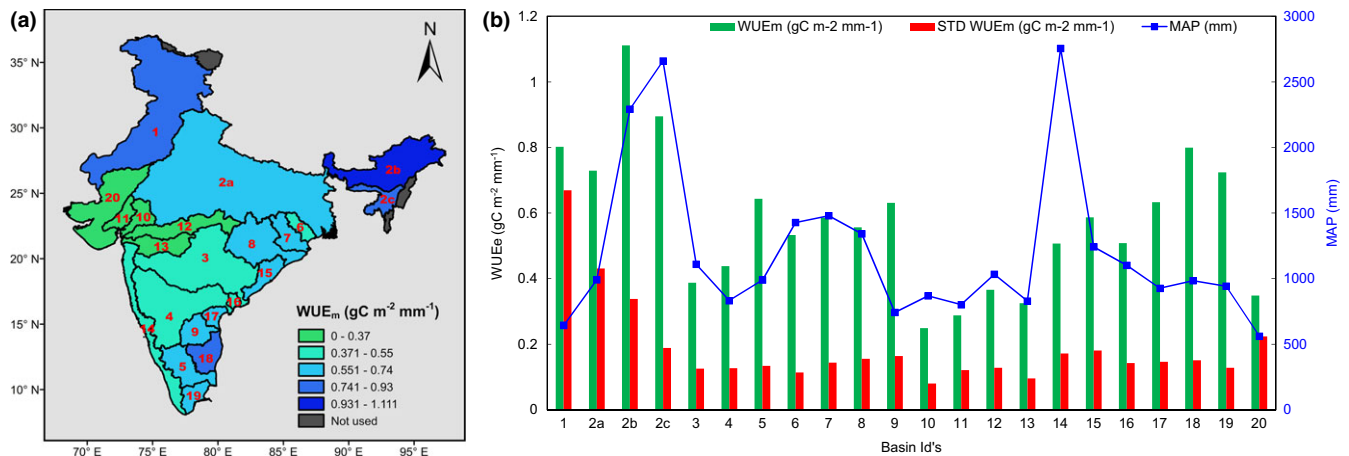 (a)
N
35° N
30° N
25° N
20° N
15° N
10° N
70° E
75° E
80° E
85° E
90° E
95° E
1
2a
2b
2c
20
11
10
12
13
3
6
7
8
15
16
4
14
17
9
18
5
19
WUEm (gC m-2 mm-1)
0 - 0.37
0.371 - 0.55
0.551 - 0.74
0.741 - 0.93
0.931 - 1.111
Not used
(b)
WUEm (gC m-2 mm-1) STD WUEm (gC m-2 mm-1) MAP (mm)
WUEe (gC m-2 mm-1)
1.2
1
0.8
0.6
0.4
0.2
0
MAP (mm)
3000
2500
2000
1500
1000
500
0
1 2a 2b 2c 3 4 5 6 7 8 9 10 11 12 13 14 15 16 17 18 19 20
Basin Id's